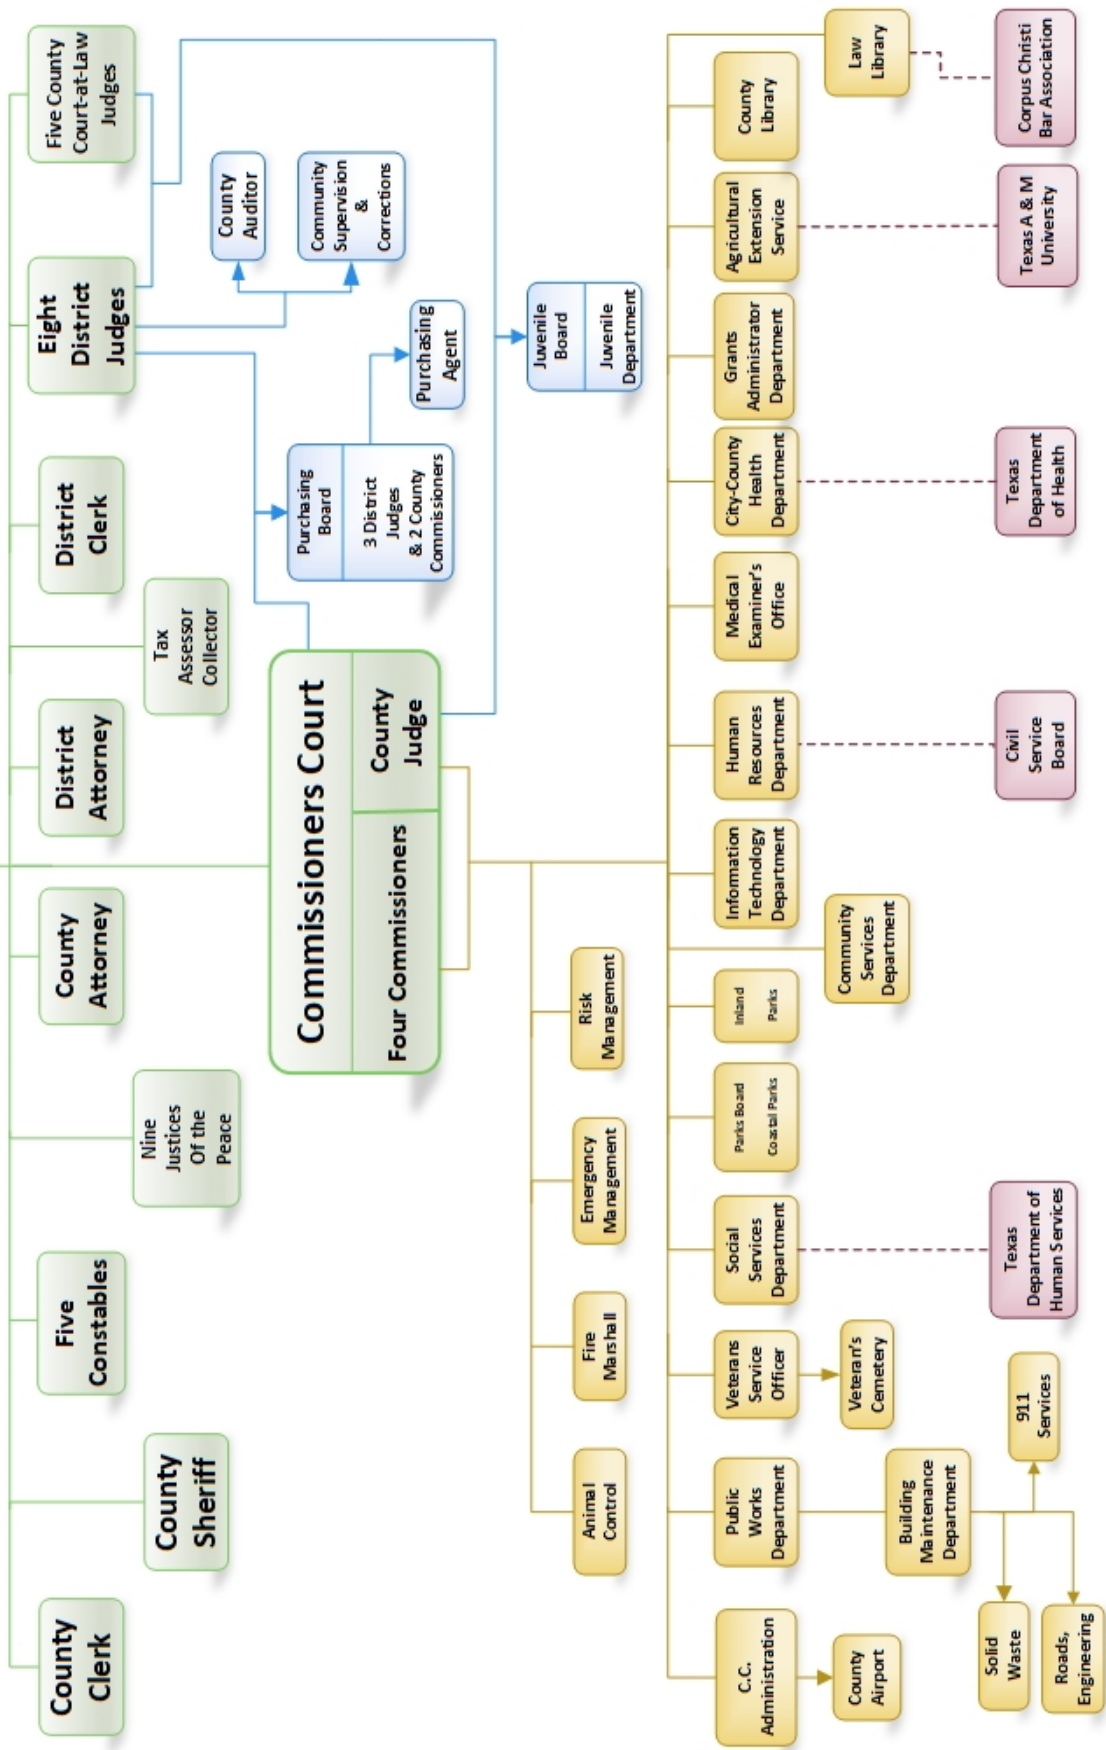 County
Clerk
County
Sheriff
Five
Constables
Nine
Justices
Of the
Peace
County
Attorney
District
Attorney
Tax
Assessor
Collector
District
Clerk
Eight
District
Judges
Five County
Court-at-Law
Judges
Commissioners Court
Four Commissioners
County
Judge
Purchasing
Board
3 District
Judges
& 2 County
Commissioners
Purchasing
Agent
County
Auditor
Community
Supervision
&
Corrections
Juvenile
Board
Juvenile
Department
Animal
Control
Fire
Marshall
Emergency
Management
Risk
Management
C.C.
Administration
County
Airport
Public
Works
Department
Building
Maintenance
Department
Solid
Waste
Roads,
Engineering
911
Services
Veterans
Service
Officer
Veteran's
Cemetery
Social
Services
Department
Texas
Department of
Human Services
Parks Board
Coastal Parks
Inland
Parks
Community
Services
Department
Information
Technology
Department
Human
Resources
Department
Civil
Service
Board
Medical
Examiner's
Office
City-County
Health
Department
Texas
Department
of Health
Grants
Administrator
Department
Agricultural
Extension
Service
Texas A & M
University
County
Library
Law
Library
Corpus Christi
Bar Association